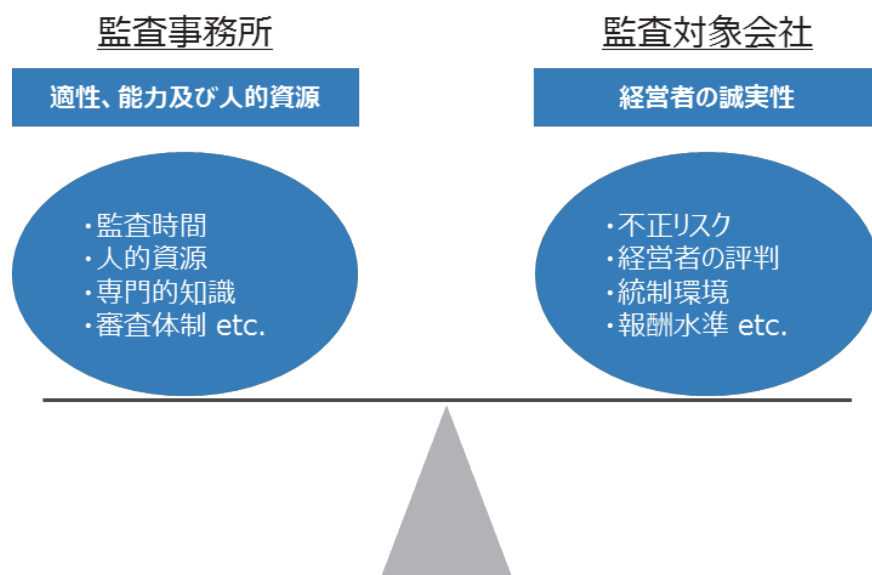 監査事務所
適性、能力及び人的資源
・監査時間
・人的資源
・専門的知識
・審査体制 etc.
監査対象会社
経営者の誠実性
・不正リスク
・経営者の評判
・統制環境
・報酬水準 etc.